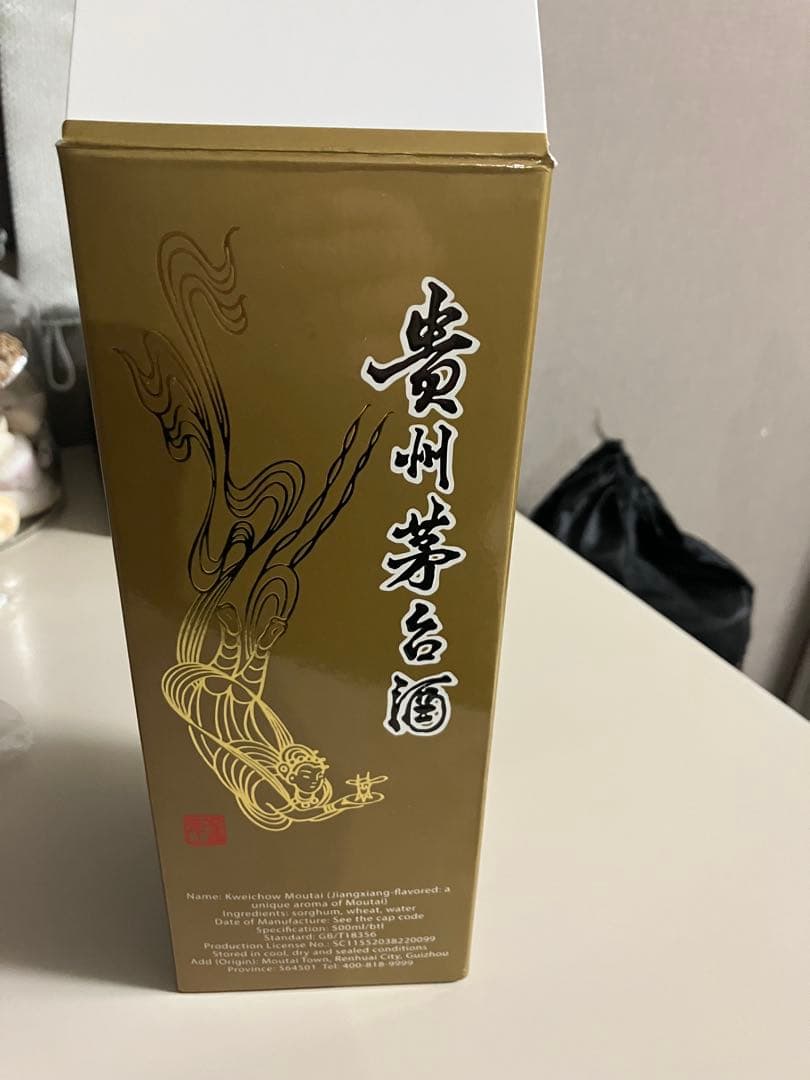 貴州茅台酒
Name: Kweichow Moutai (Jiangxiang-flavored: a
unique aroma of Moutai)
Ingredients: sorghum, wheat, water
Date of Manufacture: See the cap code
Specification: 500ml/btl
Standard: GB/T18356
Production License No.: SC11552038220099
Stored in cool, dry and sealed conditions
Add (Origin): Moutai Town, Renhuai City, Guizhou
Province: 564501 Tel: 400-818-9999